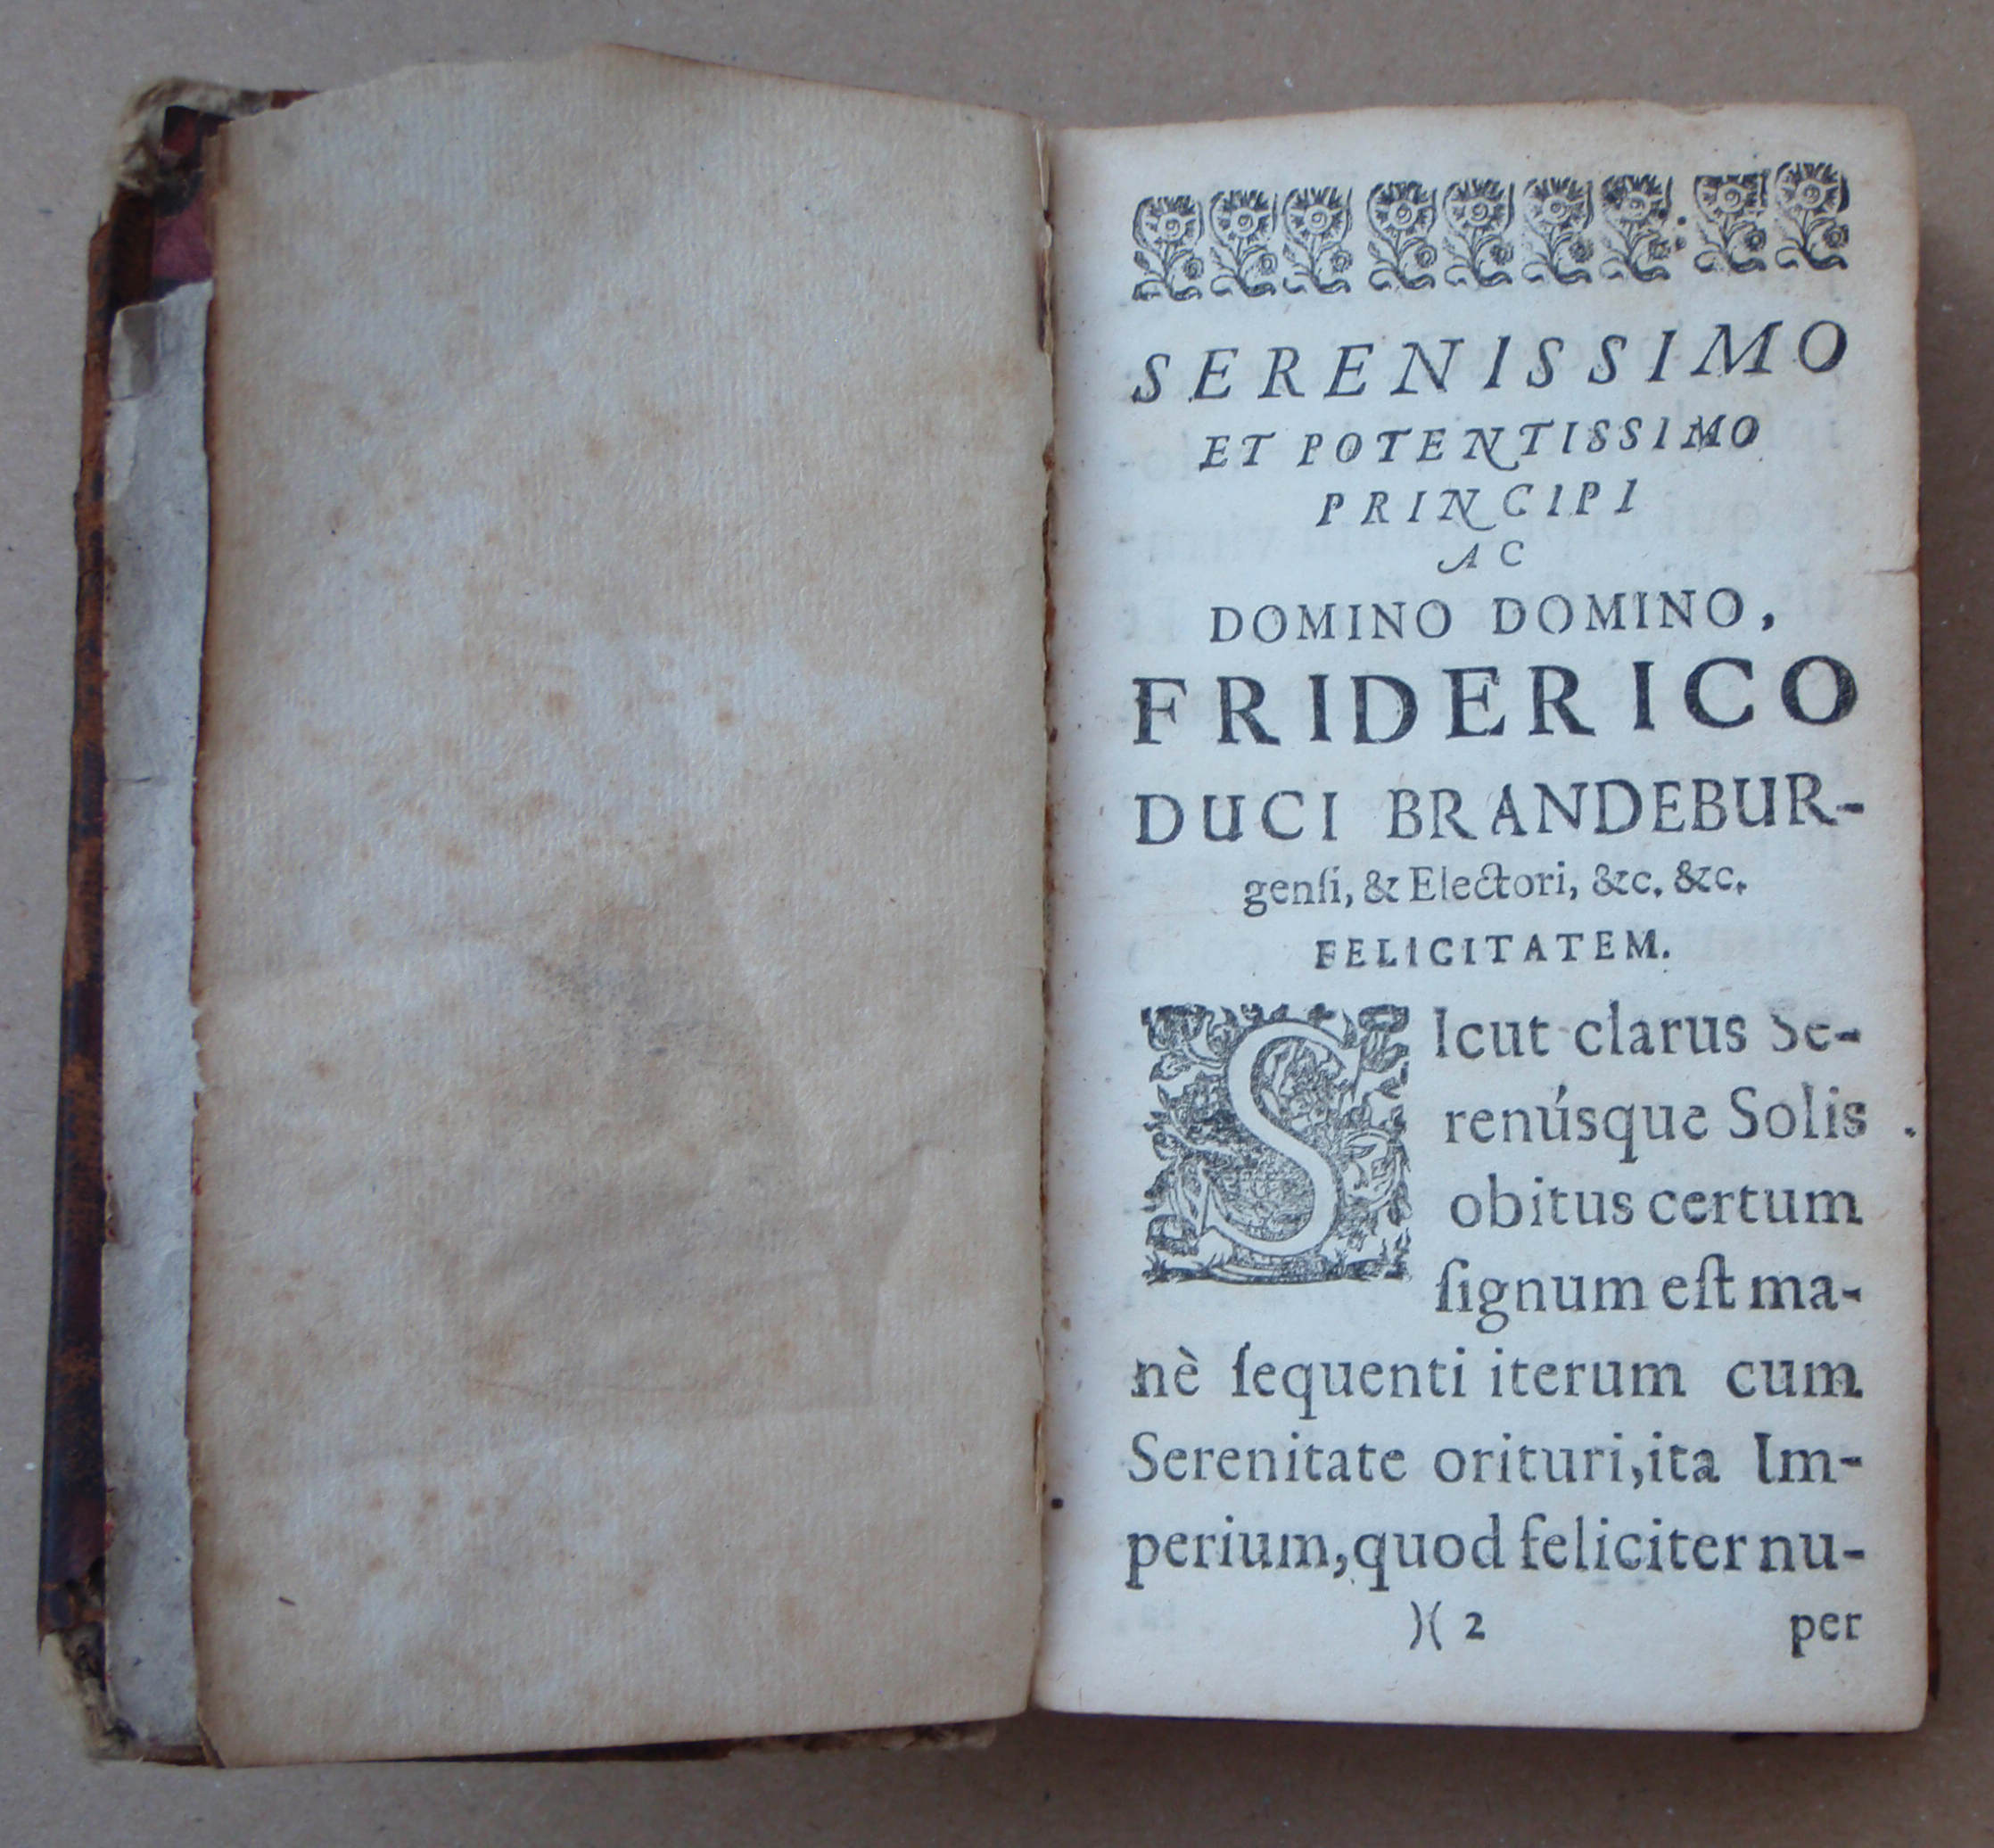 SERENISSIMO
ET POTENTISSIMO
PRINCIPI
AC
DOMINO DOMINO,
FRIDERICO
DUCI BRANDEBUR-
genſi, & Electori, &c. &c.
FELICITATEM.
SIcut clarus Se-
renúsque Solis
obitus certum
ſignum eſt ma-
nè ſequenti iterum cum
Serenitate orituri, ita Im-
perium, quod feliciter nu-
)( 2 per